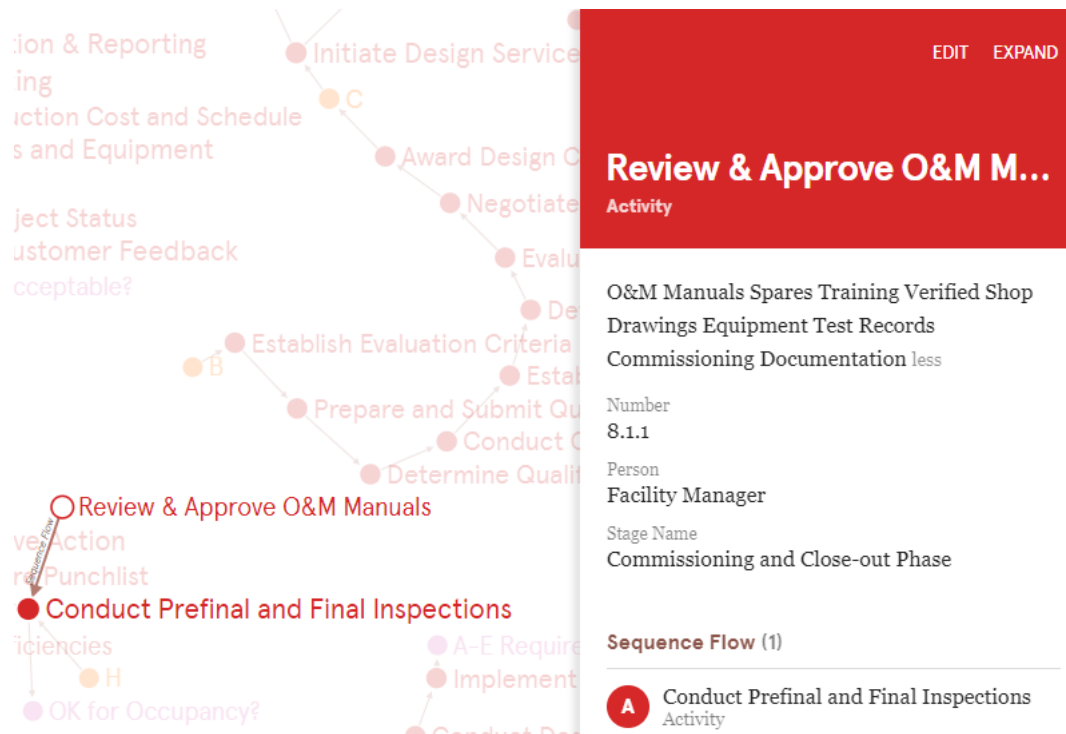 tion & Reporting
ing
uction Cost and Schedule
s and Equipment
ject Status
ustomer Feedback
cceptable?
Initiate Design Service
C
Award Design C
Negotiate
Evalu
De
Establish Evaluation Criteria
B
Estab
Prepare and Submit Qu
Conduct C
Determine Qualif
Review & Approve O&M Manuals
Sequence Flow
ve Action
re Punchlist
Conduct Prefinal and Final Inspections
iciencies
H
OK for Occupancy?
A-E Require
Implement
Conduct Des
EDIT EXPAND
Review & Approve O&M M...
Activity
O&M Manuals Spares Training Verified Shop
Drawings Equipment Test Records
Commissioning Documentation less
Number
8.1.1
Person
Facility Manager
Stage Name
Commissioning and Close-out Phase
Sequence Flow (1)
A
Conduct Prefinal and Final Inspections
Activity